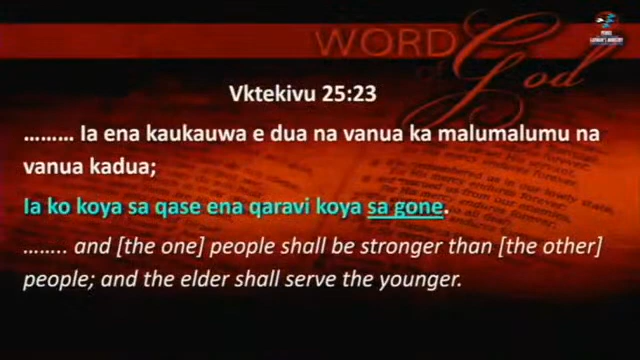 WORD
of God
Vktekivu 25:23
……… Ia ena kaukauwa e dua na vanua ka malumalumu na
vanua kadua;
Ia ko koya sa qase ena qaravi koya sa gone.
…….. and [the one] people shall be stronger than [the other]
people; and the elder shall serve the younger.